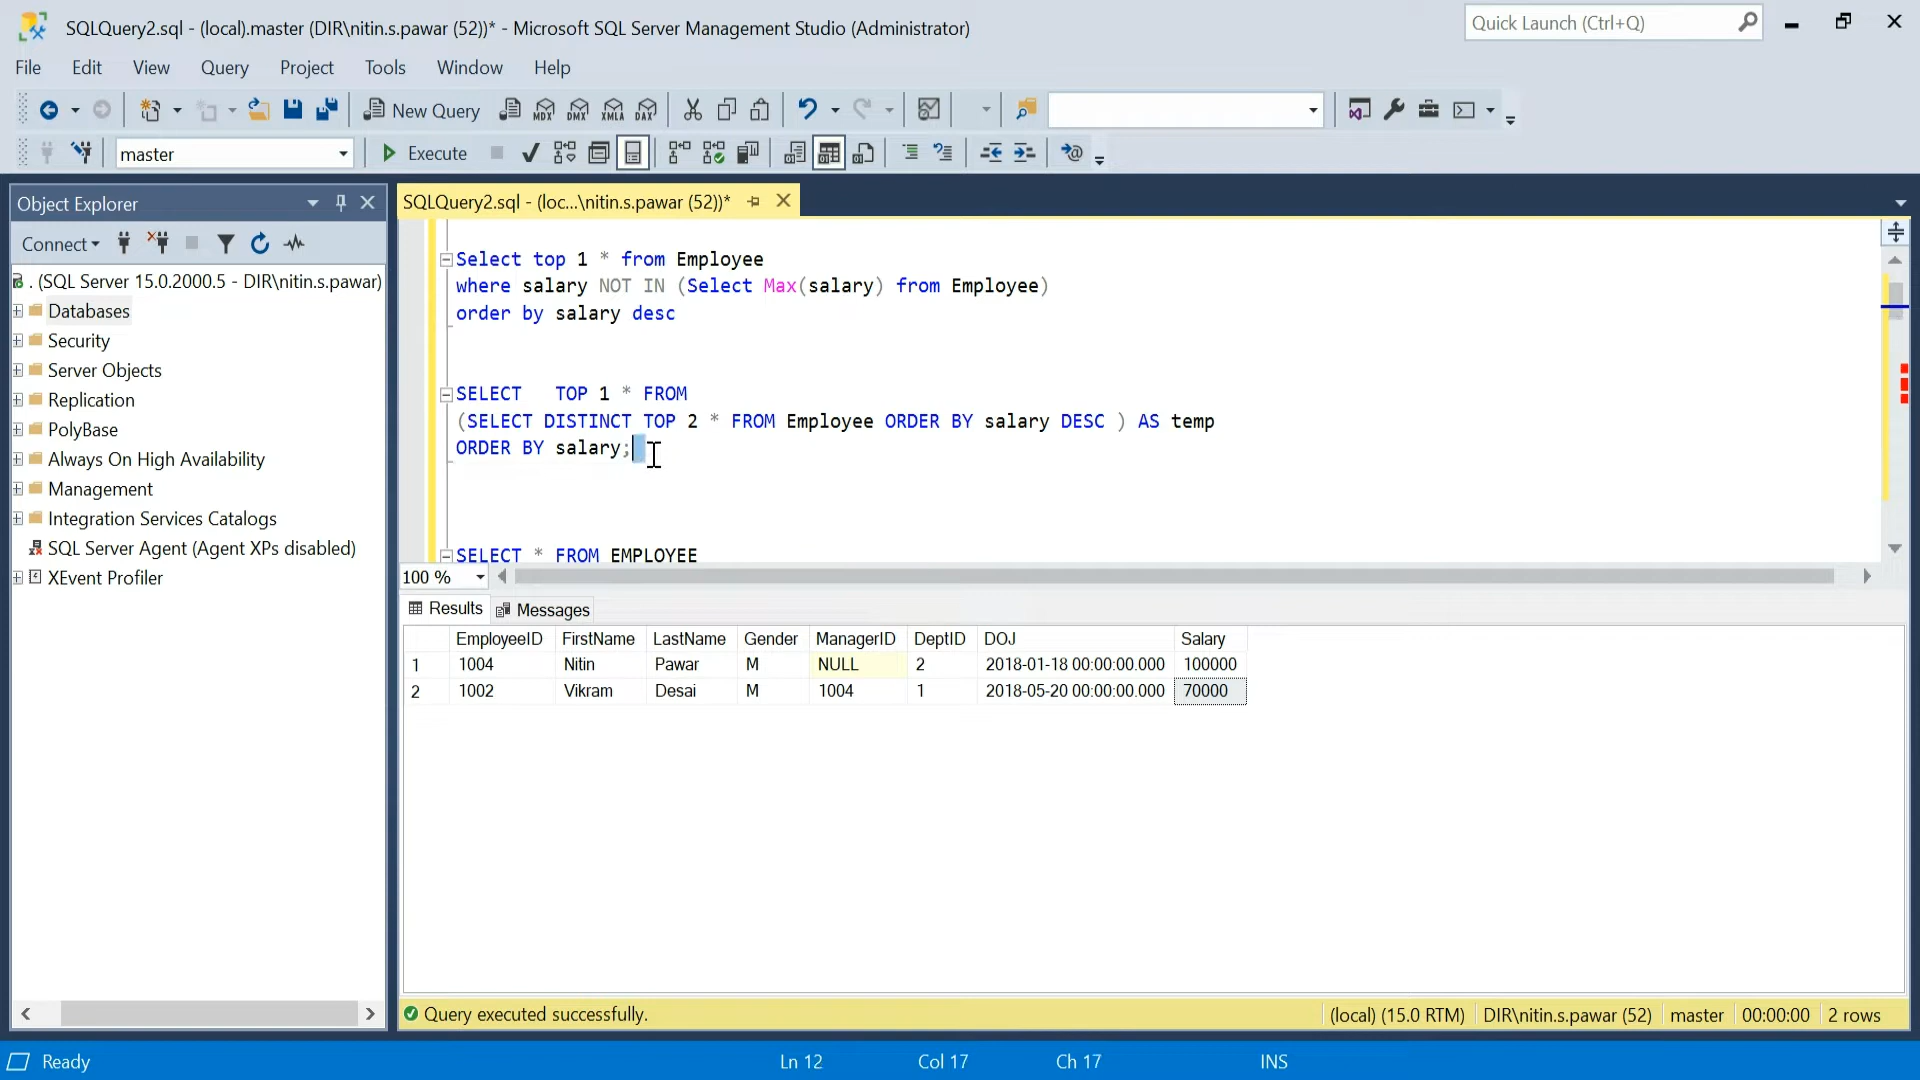 SQLQuery2.sql - (local).master (DIR\nitin.s.pawar (52))* - Microsoft SQL Server Management Studio (Administrator)
Quick Launch (Ctrl+Q)
File Edit View Query Project Tools Window Help
New Query MDX DMX XMLA DAX
master Execute
Object Explorer
Connect
. (SQL Server 15.0.2000.5 - DIR\nitin.s.pawar)
Databases
Security
Server Objects
Replication
PolyBase
Always On High Availability
Management
Integration Services Catalogs
SQL Server Agent (Agent XPs disabled)
XEvent Profiler
SQLQuery2.sql - (loc...\nitin.s.pawar (52))*
Select top 1 * from Employee
where salary NOT IN (Select Max(salary) from Employee)
order by salary desc
SELECT   TOP 1 * FROM
(SELECT DISTINCT TOP 2 * FROM Employee ORDER BY salary DESC ) AS temp
ORDER BY salary;
SELECT * FROM EMPLOYEE
100 %
Results Messages
EmployeeID FirstName LastName Gender ManagerID DeptID DOJ Salary
1 1004 Nitin Pawar M NULL 2 2018-01-18 00:00:00.000 100000
2 1002 Vikram Desai M 1004 1 2018-05-20 00:00:00.000 70000
Query executed successfully. (local) (15.0 RTM) DIR\nitin.s.pawar (52) master 00:00:00 2 rows
Ready Ln 12 Col 17 Ch 17 INS